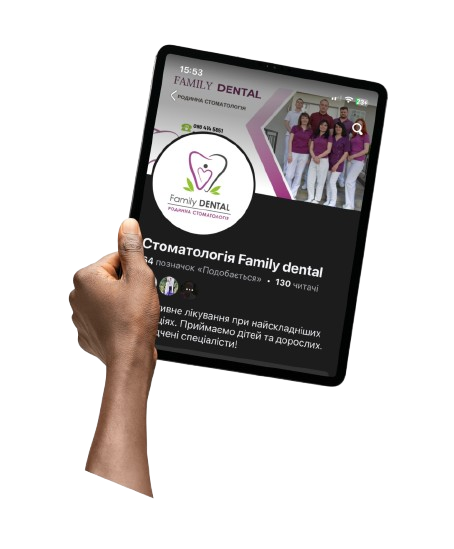 15:53
FAMILY DENTAL
РОДИННА СТОМАТОЛОГІЯ
Family DENTAL
РОДИННА СТОМАТОЛОГІЯ
Стоматологія Family dental
64 позначок «Подобається» • 130 читачі
ивне лікування при найскладніших
ціях. Приймаємо дітей та дорослих.
дчені спеціалісти!